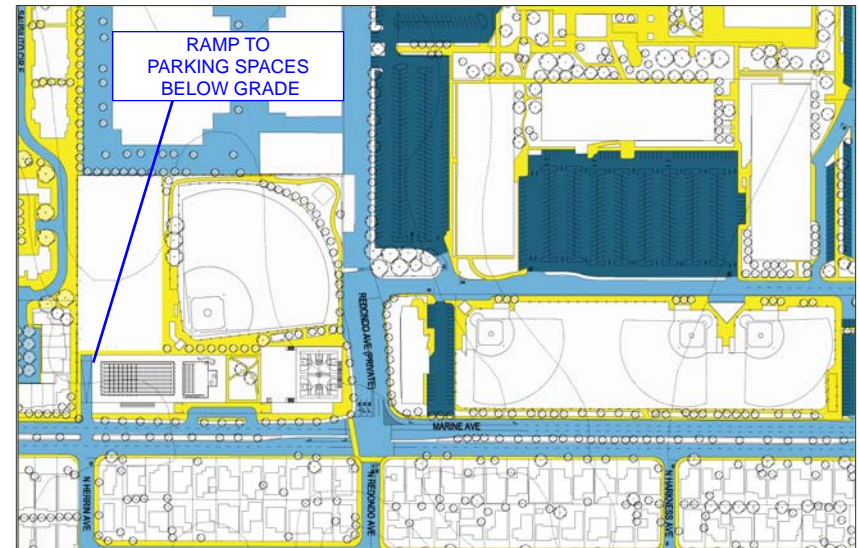 RAMP TO
PARKING SPACES
BELOW GRADE
REDONDO AVE (PRIVATE)
MARINE AVE
N HERRIN AVE
N REDONDO AVE
N HARKNESS AVE